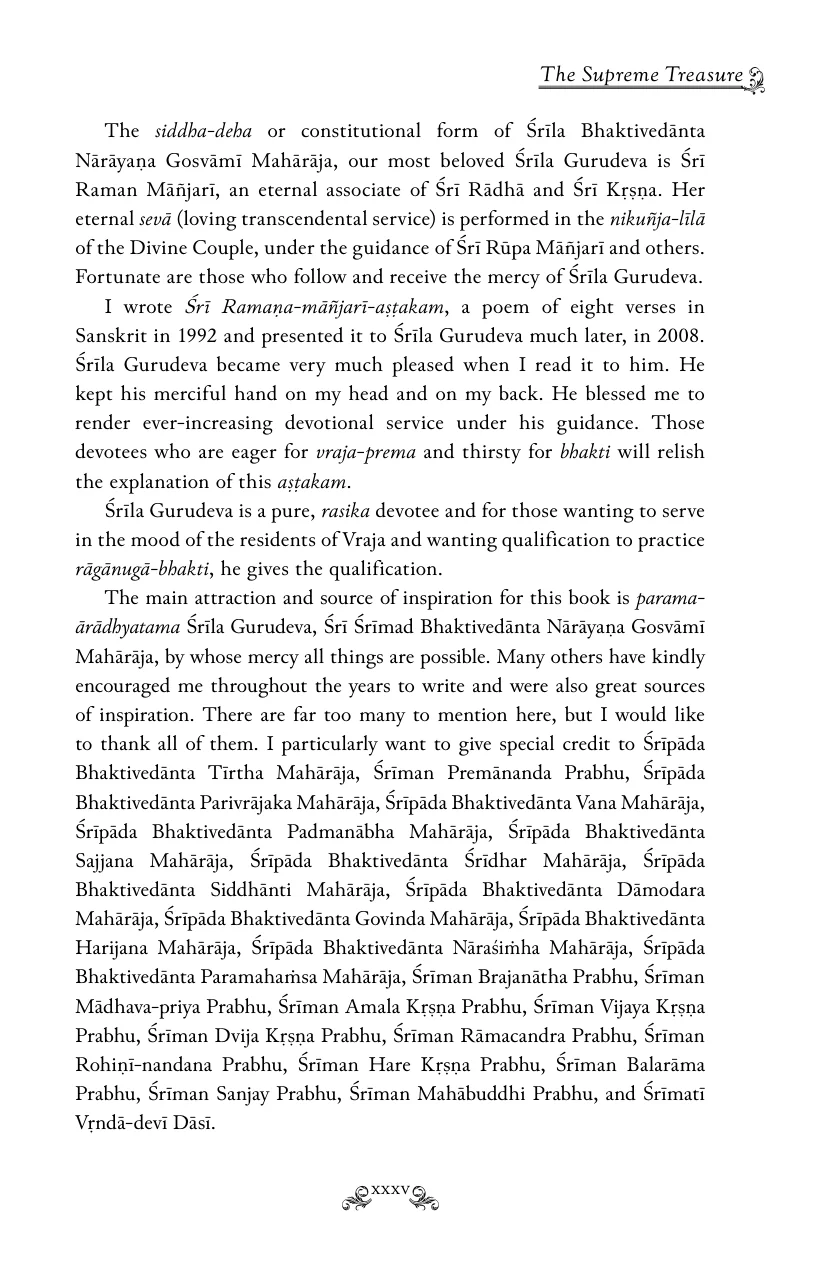 The Supreme Treasure
The siddha-deha or constitutional form of Śrīla Bhaktivedānta
Nārāyaṇa Gosvāmī Mahārāja, our most beloved Śrīla Gurudeva is Śrī
Raman Māñjarī, an eternal associate of Śrī Rādhā and Śrī Kṛṣṇa. Her
eternal sevā (loving transcendental service) is performed in the nikuñja-līlā
of the Divine Couple, under the guidance of Śrī Rūpa Māñjarī and others.
Fortunate are those who follow and receive the mercy of Śrīla Gurudeva.
I wrote Śrī Ramaṇa-māñjarī-aṣṭakam, a poem of eight verses in
Sanskrit in 1992 and presented it to Śrīla Gurudeva much later, in 2008.
Śrīla Gurudeva became very much pleased when I read it to him. He
kept his merciful hand on my head and on my back. He blessed me to
render ever-increasing devotional service under his guidance. Those
devotees who are eager for vraja-prema and thirsty for bhakti will relish
the explanation of this aṣṭakam.
Śrīla Gurudeva is a pure, rasika devotee and for those wanting to serve
in the mood of the residents of Vraja and wanting qualification to practice
rāgānugā-bhakti, he gives the qualification.
The main attraction and source of inspiration for this book is parama-
ārādhyatama Śrīla Gurudeva, Śrī Śrīmad Bhaktivedānta Nārāyaṇa Gosvāmī
Mahārāja, by whose mercy all things are possible. Many others have kindly
encouraged me throughout the years to write and were also great sources
of inspiration. There are far too many to mention here, but I would like
to thank all of them. I particularly want to give special credit to Śrīpāda
Bhaktivedānta Tīrtha Mahārāja, Śrīman Premānanda Prabhu, Śrīpāda
Bhaktivedānta Parivrājaka Mahārāja, Śrīpāda Bhaktivedānta Vana Mahārāja,
Śrīpāda Bhaktivedānta Padmanābha Mahārāja, Śrīpāda Bhaktivedānta
Sajjana Mahārāja, Śrīpāda Bhaktivedānta Śrīdhar Mahārāja, Śrīpāda
Bhaktivedānta Siddhānti Mahārāja, Śrīpāda Bhaktivedānta Dāmodara
Mahārāja, Śrīpāda Bhaktivedānta Govinda Mahārāja, Śrīpāda Bhaktivedānta
Harijana Mahārāja, Śrīpāda Bhaktivedānta Nāraśiṁha Mahārāja, Śrīpāda
Bhaktivedānta Paramahaṁsa Mahārāja, Śrīman Brajanātha Prabhu, Śrīman
Mādhava-priya Prabhu, Śrīman Amala Kṛṣṇa Prabhu, Śrīman Vijaya Kṛṣṇa
Prabhu, Śrīman Dvija Kṛṣṇa Prabhu, Śrīman Rāmacandra Prabhu, Śrīman
Rohiṇī-nandana Prabhu, Śrīman Hare Kṛṣṇa Prabhu, Śrīman Balarāma
Prabhu, Śrīman Sanjay Prabhu, Śrīman Mahābuddhi Prabhu, and Śrīmatī
Vṛndā-devī Dāsī.
xxxv